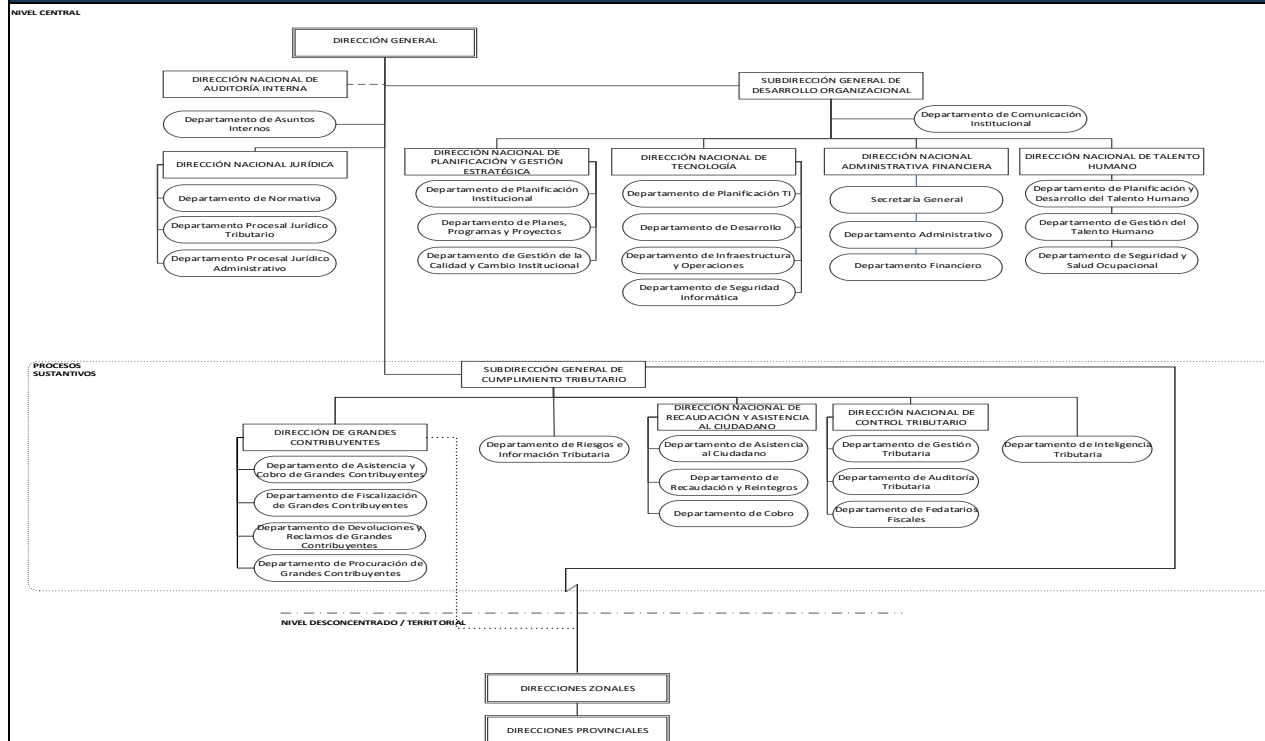 NIVEL CENTRAL
DIRECCIÓN GENERAL
DIRECCIÓN NACIONAL DE
AUDITORÍA INTERNA
SUBDIRECCIÓN GENERAL DE
DESARROLLO ORGANIZACIONAL
Departamento de Asuntos
Internos
Departamento de Comunicación
Institucional
DIRECCIÓN NACIONAL JURÍDICA
Departamento de Normativa
Departamento Procesal Jurídico
Tributario
Departamento Procesal Jurídico
Administrativo
DIRECCIÓN NACIONAL DE
PLANIFICACIÓN Y GESTIÓN
ESTRATÉGICA
Departamento de Planificación
Institucional
Departamento de Planes,
Programas y Proyectos
Departamento de Gestión de la
Calidad y Cambio Institucional
DIRECCIÓN NACIONAL DE
TECNOLOGÍA
Departamento de Planificación TI
Departamento de Desarrollo
Departamento de Infraestructura
y Operaciones
Departamento de Seguridad
Informática
DIRECCIÓN NACIONAL
ADMINISTRATIVA FINANCIERA
Secretaría General
Departamento Administrativo
Departamento Financiero
DIRECCIÓN NACIONAL DE TALENTO
HUMANO
Departamento de Planificación y
Desarrollo del Talento Humano
Departamento de Gestión del
Talento Humano
Departamento de Seguridad y
Salud Ocupacional
PROCESOS
SUSTANTIVOS
SUBDIRECCIÓN GENERAL DE
CUMPLIMIENTO TRIBUTARIO
DIRECCIÓN DE GRANDES
CONTRIBUYENTES
Departamento de Asistencia y
Cobro de Grandes Contribuyentes
Departamento de Fiscalización
de Grandes Contribuyentes
Departamento de Devoluciones y
Reclamos de Grandes
Contribuyentes
Departamento de Procuración de
Grandes Contribuyentes
Departamento de Riesgos e
Información Tributaria
DIRECCIÓN NACIONAL DE
RECAUDACIÓN Y ASISTENCIA
AL CIUDADANO
Departamento de Asistencia
al Ciudadano
Departamento de
Recaudación y Reintegros
Departamento de Cobro
DIRECCIÓN NACIONAL DE
CONTROL TRIBUTARIO
Departamento de Gestión
Tributaria
Departamento de Auditoría
Tributaria
Departamento de Fedatarios
Fiscales
Departamento de Inteligencia
Tributaria
NIVEL DESCONCENTRADO / TERRITORIAL
DIRECCIONES ZONALES
DIRECCIONES PROVINCIALES